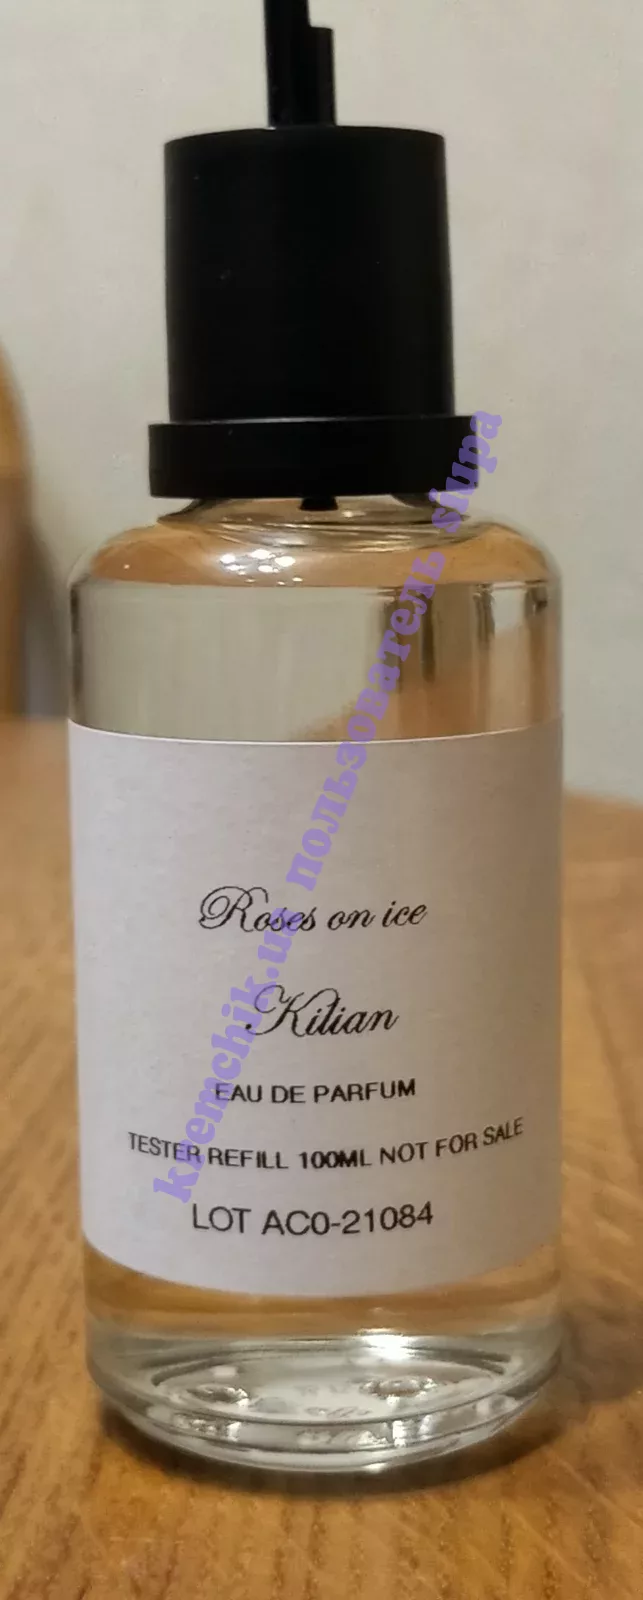 Roses on ice
Kilian
EAU DE PARFUM
TESTER REFILL 100ML NOT FOR SALE
LOT AC0-21084
kremchik.ua пользователь siupa